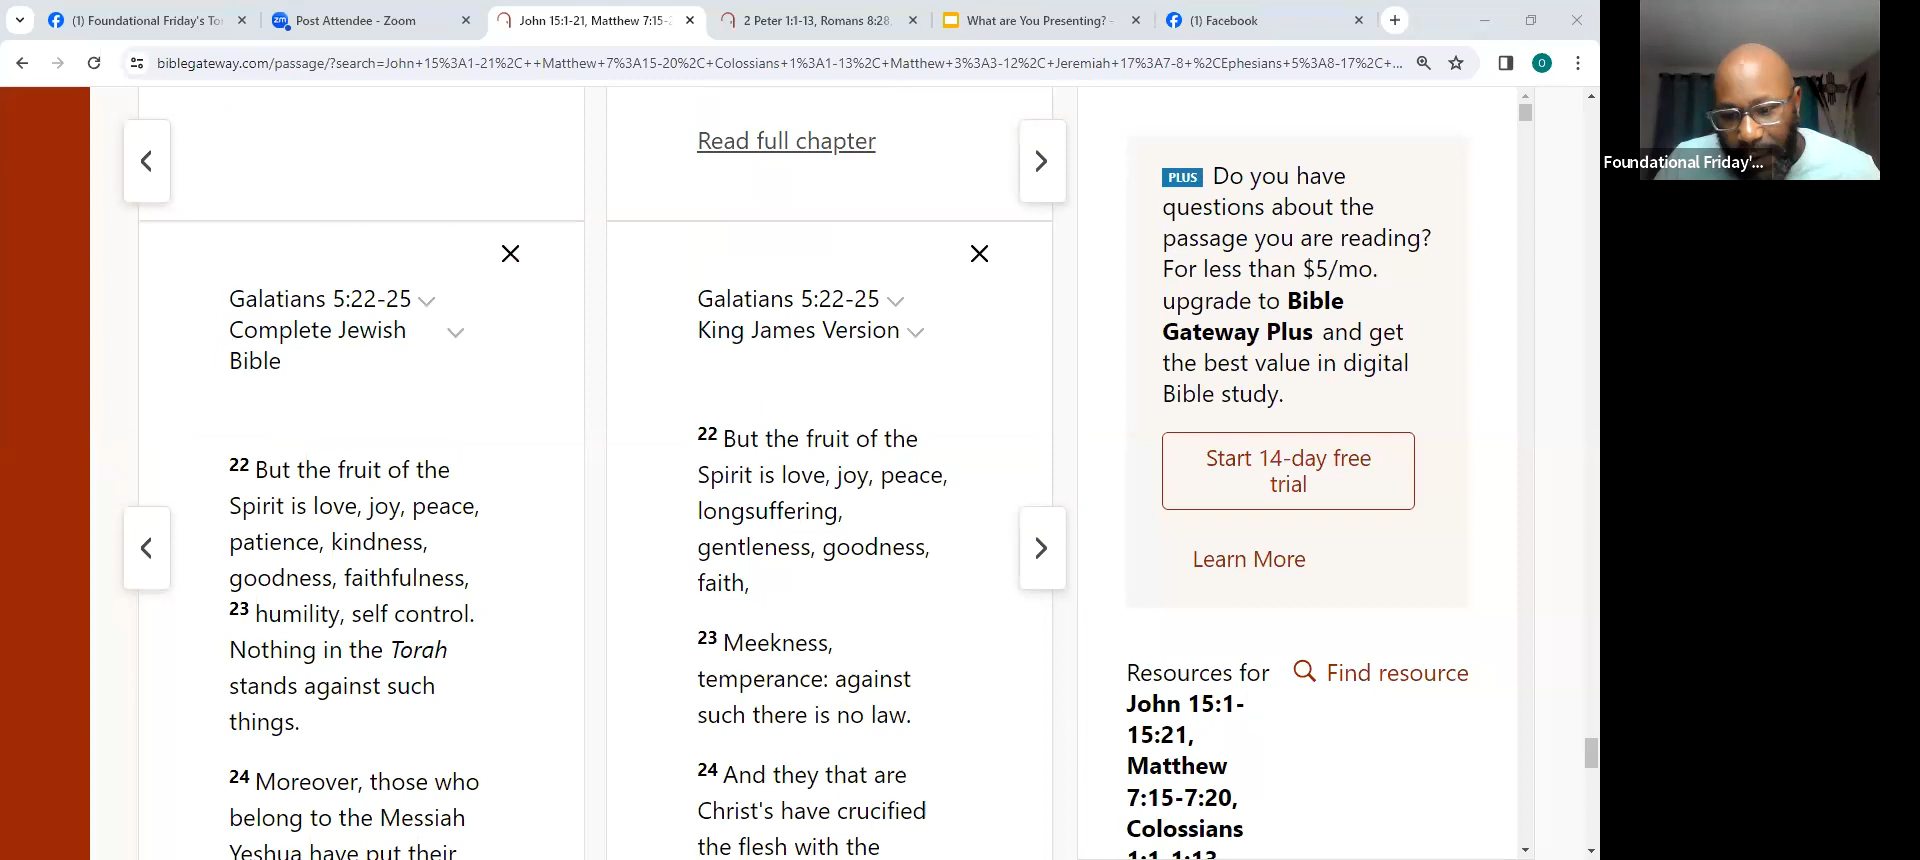 (1) Foundational Friday's To
Post Attendee - Zoom
John 15:1-21, Matthew 7:15-2
2 Peter 1:1-13, Romans 8:28,
What are You Presenting? -
(1) Facebook
biblegateway.com/passage/?search=John+15%3A1-21%2C++Matthew+7%3A15-20%2C+Colossians+1%3A1-13%2C+Matthew+3%3A3-12%2C+Jeremiah+17%3A7-8+%2CEphesians+5%3A8-17%2C+...
O
Foundational Friday'...
Read full chapter
Galatians 5:22-25
Complete Jewish
Bible
22 But the fruit of the
Spirit is love, joy, peace,
patience, kindness,
goodness, faithfulness,
23 humility, self control.
Nothing in the Torah
stands against such
things.
24 Moreover, those who
belong to the Messiah
Yeshua have put their
Galatians 5:22-25
King James Version
22 But the fruit of the
Spirit is love, joy, peace,
longsuffering,
gentleness, goodness,
faith,
23 Meekness,
temperance: against
such there is no law.
24 And they that are
Christ's have crucified
the flesh with the
PLUS Do you have
questions about the
passage you are reading?
For less than $5/mo.
upgrade to Bible
Gateway Plus and get
the best value in digital
Bible study.
Start 14-day free
trial
Learn More
Resources for
John 15:1-
15:21,
Matthew
7:15-7:20,
Colossians
1:1-1:13,
Find resource